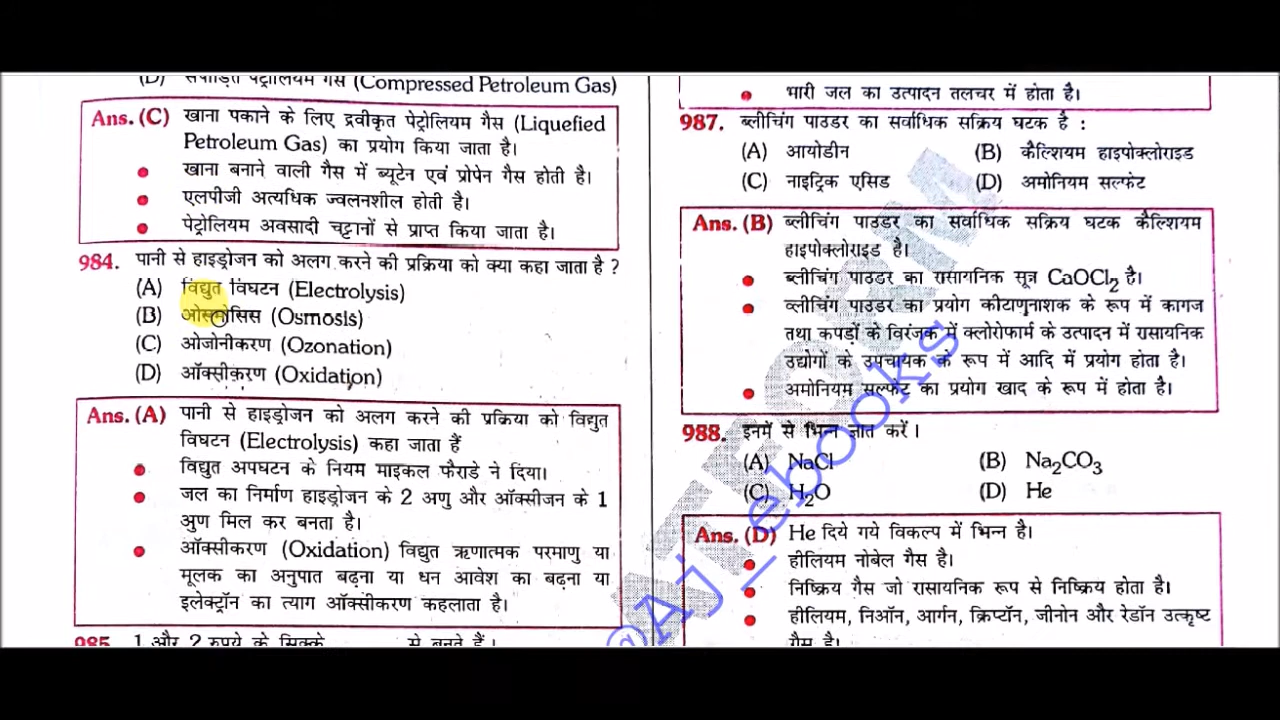 (D) संपीड़ित पेट्रोलियम गैस (Compressed Petroleum Gas)
Ans. (C) खाना पकाने के लिए द्रवीकृत पेट्रोलियम गैस (Liquefied
Petroleum Gas) का प्रयोग किया जाता है।
● खाना बनाने वाली गैस में ब्यूटेन एवं प्रोपेन गैस होती है।
● एलपीजी अत्यधिक ज्वलनशील होती है।
● पेट्रोलियम अवसादी चट्टानों से प्राप्त किया जाता है।
984. पानी से हाइड्रोजन को अलग करने की प्रक्रिया को क्या कहा जाता है ?
(A) विद्युत विघटन (Electrolysis)
(B) ओसमोसिस (Osmosis)
(C) ओजोनीकरण (Ozonation)
(D) ऑक्सीकरण (Oxidation)
Ans. (A) पानी से हाइड्रोजन को अलग करने की प्रक्रिया को विद्युत
विघटन (Electrolysis) कहा जाता हैं
● विद्युत अपघटन के नियम माइकल फैराडे ने दिया।
● जल का निर्माण हाइड्रोजन के 2 अणु और ऑक्सीजन के 1
अुण मिल कर बनता है।
● ऑक्सीकरण (Oxidation) विद्युत ऋणात्मक परमाणु या
मूलक का अनुपात बढ़ना या धन आवेश का बढ़ना या
इलेक्ट्रॉन का त्याग ऑक्सीकरण कहलाता है।
985. 1 और 2 रुपये के सिक्के ____ से बनते हैं ।
● भारी जल का उत्पादन तलचर में होता है।
987. ब्लीचिंग पाउडर का सर्वाधिक सक्रिय घटक है :
(A) आयोडीन (B) कैल्शियम हाइपोक्लोराइड
(C) नाइट्रिक एसिड (D) अमोनियम सल्फेट
Ans. (B) ब्लीचिंग पाउडर का सर्वाधिक सक्रिय घटक कैल्शियम
हाइपोक्लोराइड है।
● ब्लीचिंग पाउडर का रासागनिक सूत्र CaOCl₂ है।
● व्लीचिंग पाउडर का प्रयोग कीटाणुनाशक के रूप में कागज
तथा कपड़ों के विरंजक में क्लोरोफार्म के उत्पादन में रासायनिक
उद्योगों के उपचायक के रूप में आदि में प्रयोग होता है।
● अमोनियम सल्फेट का प्रयोग खाद के रूप में होता है।
988. इनमें से भिन्न ज्ञात करें ।
(A) NaCl (B) Na₂CO₃
(C) H₂O (D) He
Ans. (D) He दिये गये विकल्प में भिन्न है।
● हीलियम नोबेल गैस है।
● निष्क्रिय गैस जो रासायनिक रूप से निष्क्रिय होता है।
● हीलियम, निऑन, आर्गन, क्रिप्टॉन, जीनोन और रेडॉन उत्कृष्ट
गैस है।
@Aj_ebooks